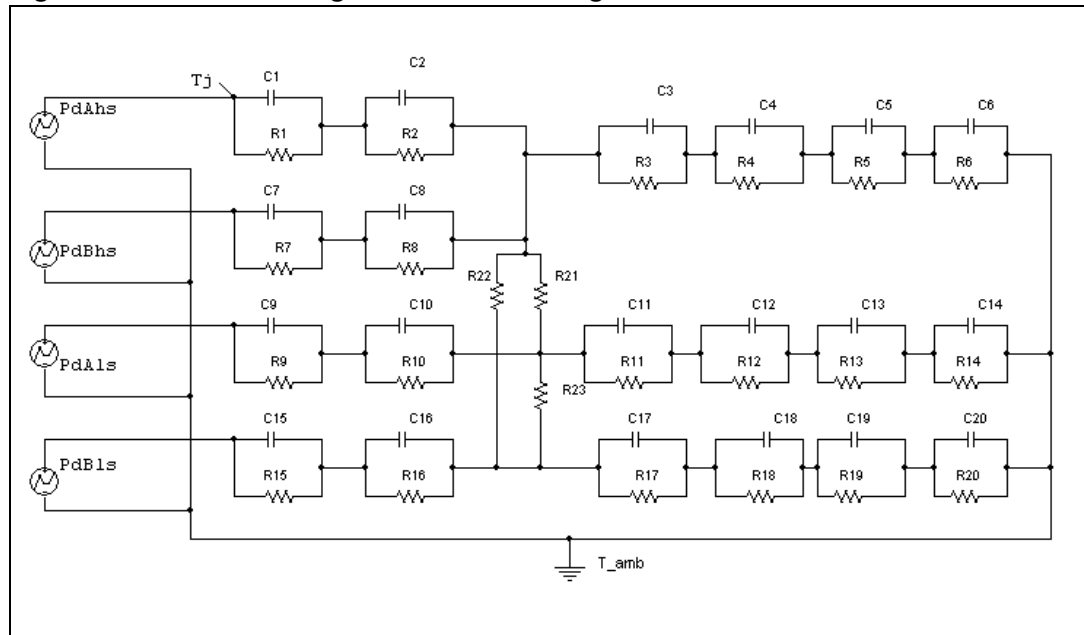 Tj
C1
C2
C3
C4
C5
C6
PdAhs
R1
R2
R3
R4
R5
R6
C7
C8
PdBhs
R7
R8
R22
R21
C9
C10
C11
C12
C13
C14
PdAls
R9
R10
R11
R12
R13
R14
R23
C15
C16
C17
C18
C19
C20
PdBls
R15
R16
R17
R18
R19
R20
T_amb